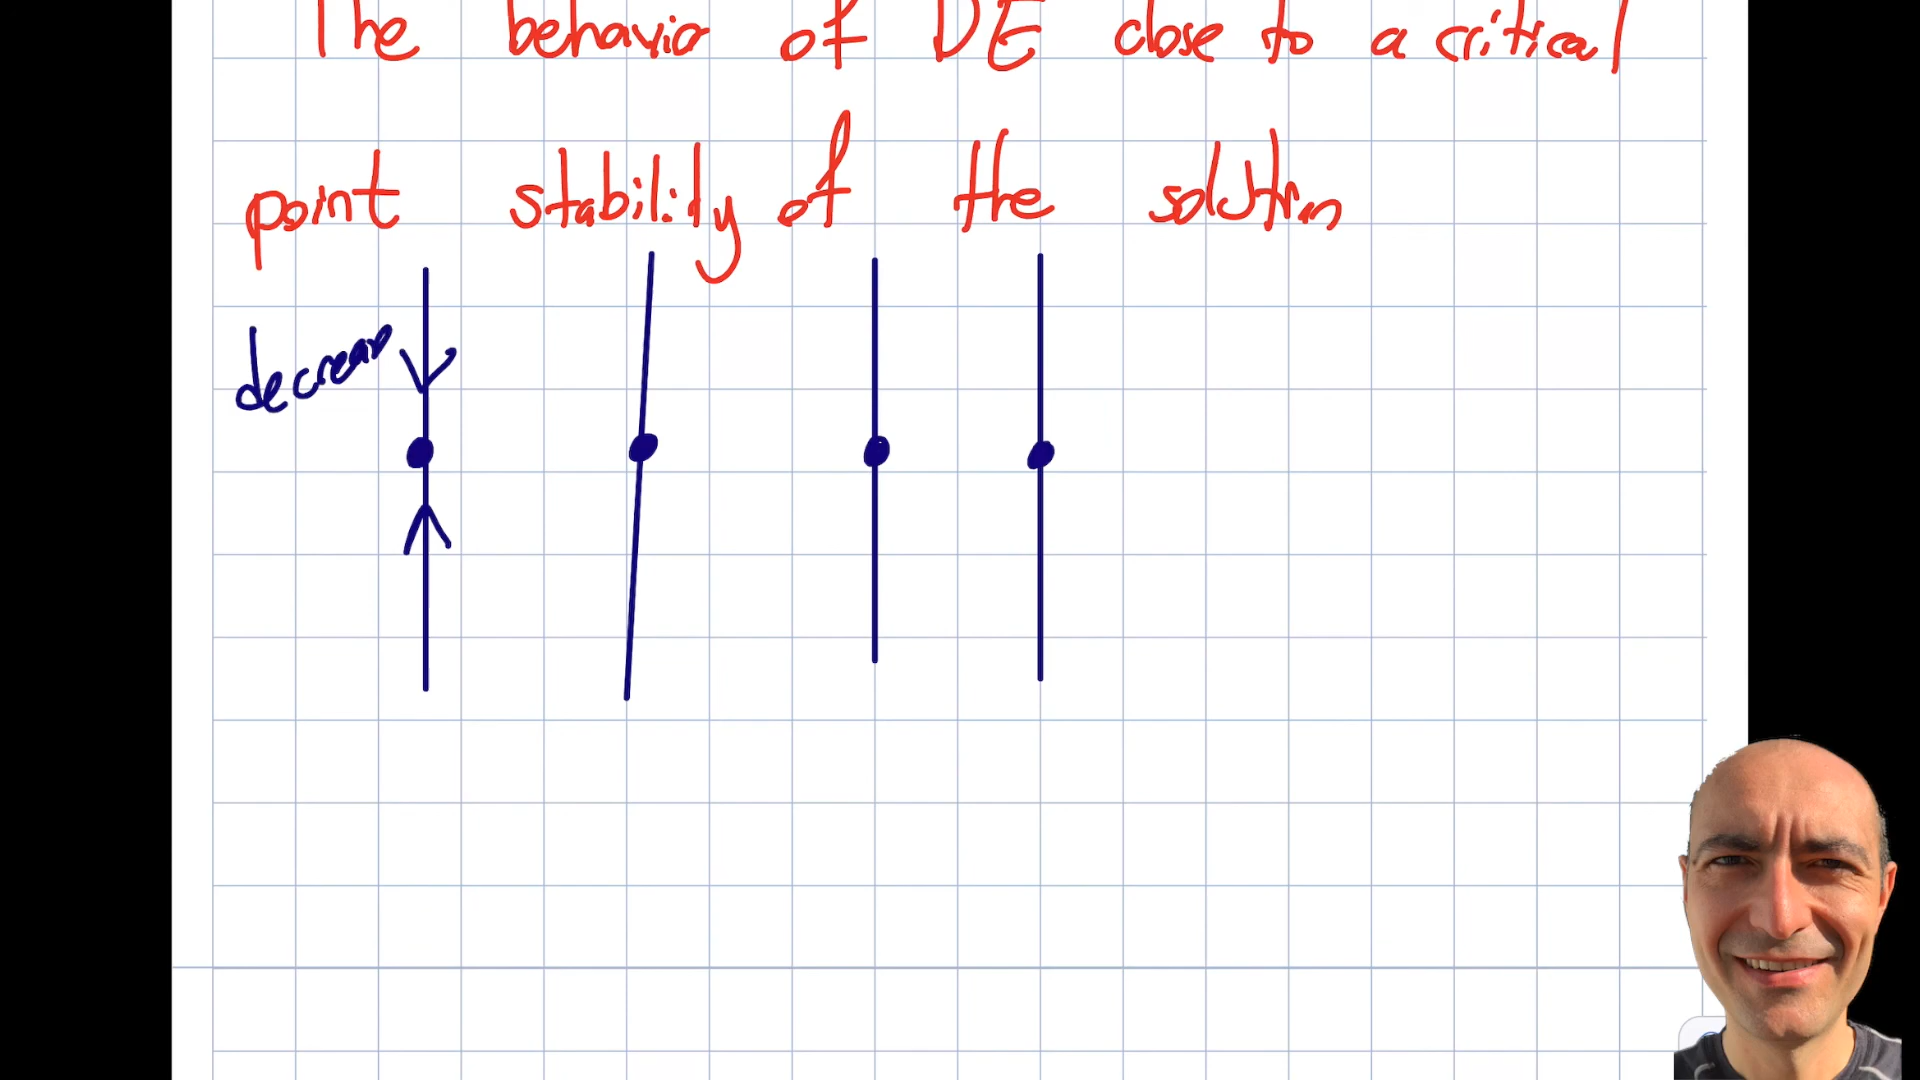 The behavior of DE close to a critical
point stability of the solution
decrease